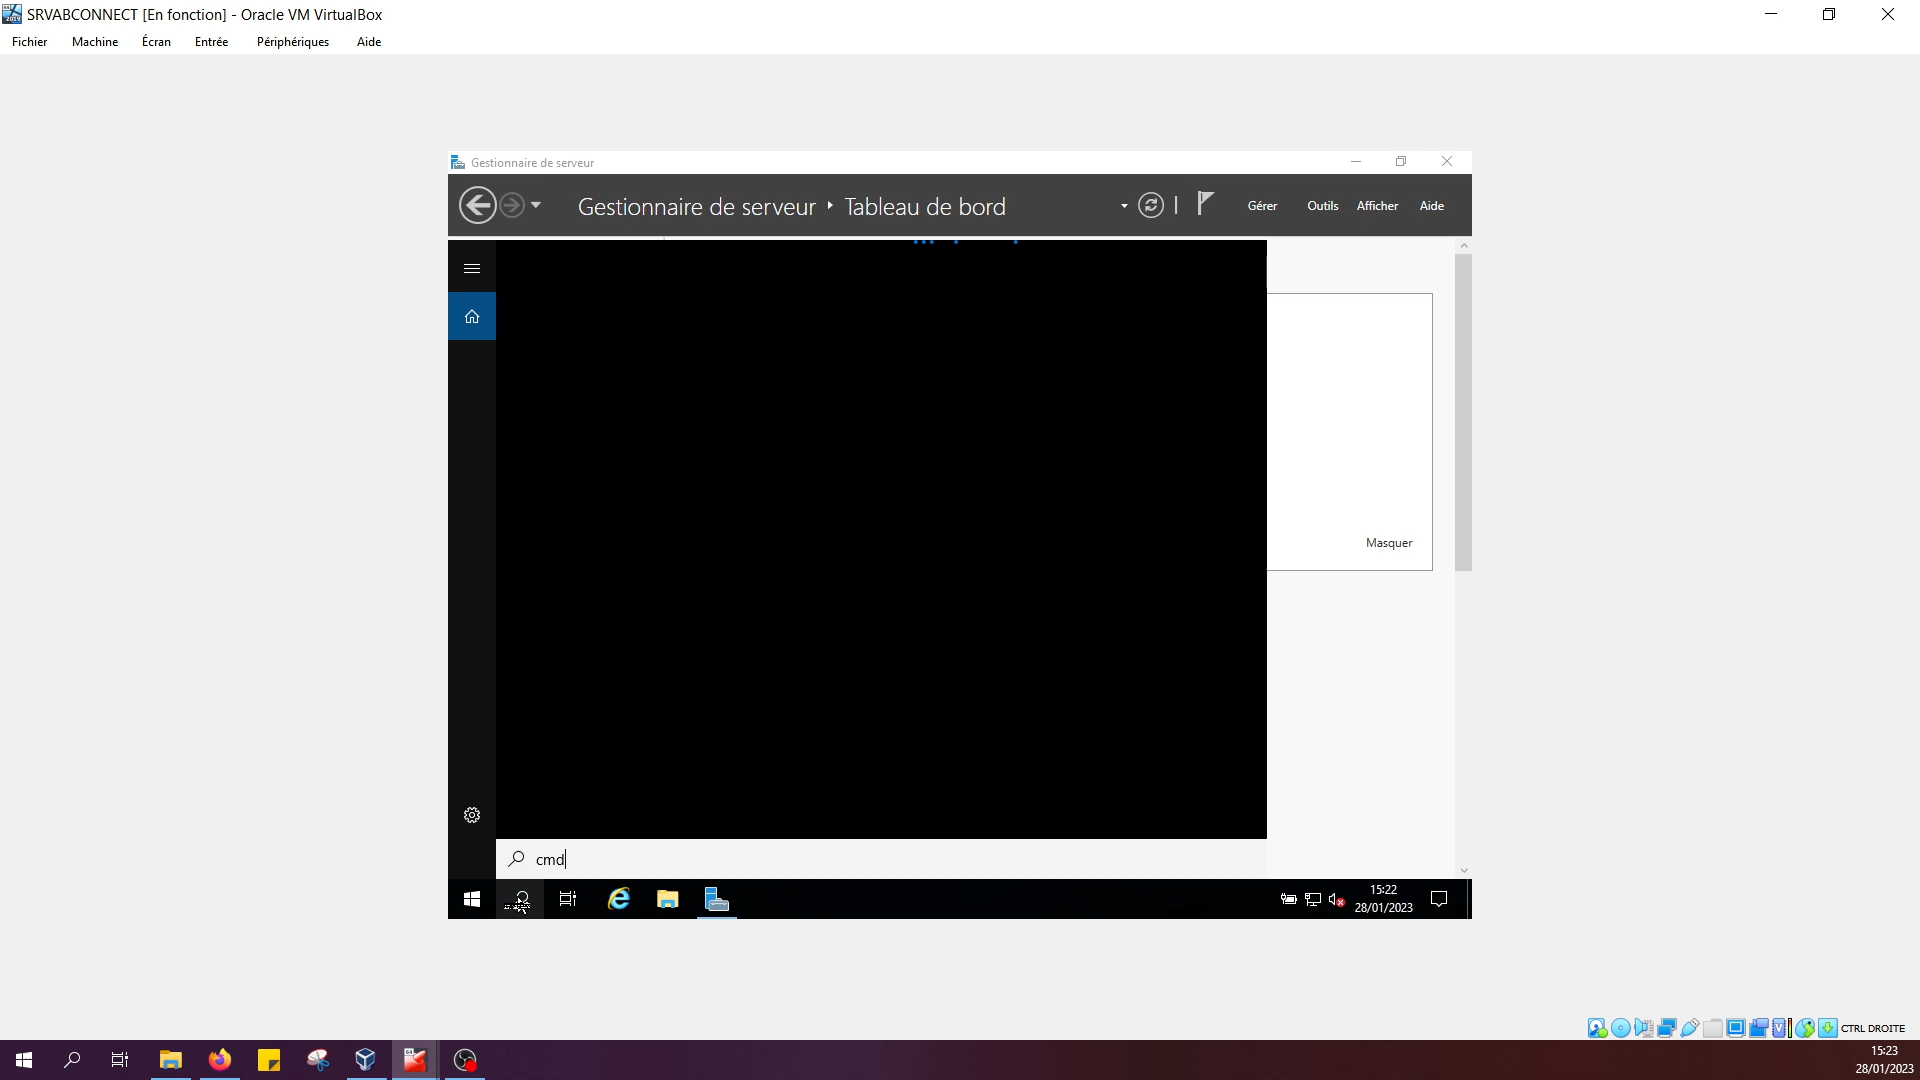 SRVABCONNECT [En fonction] - Oracle VM VirtualBox
Fichier Machine Écran Entrée Périphériques Aide
Gestionnaire de serveur
Gestionnaire de serveur Tableau de bord
Gérer Outils Afficher Aide
Masquer
cmd
15:22
28/01/2023
CTRL DROITE
15:23
28/01/2023